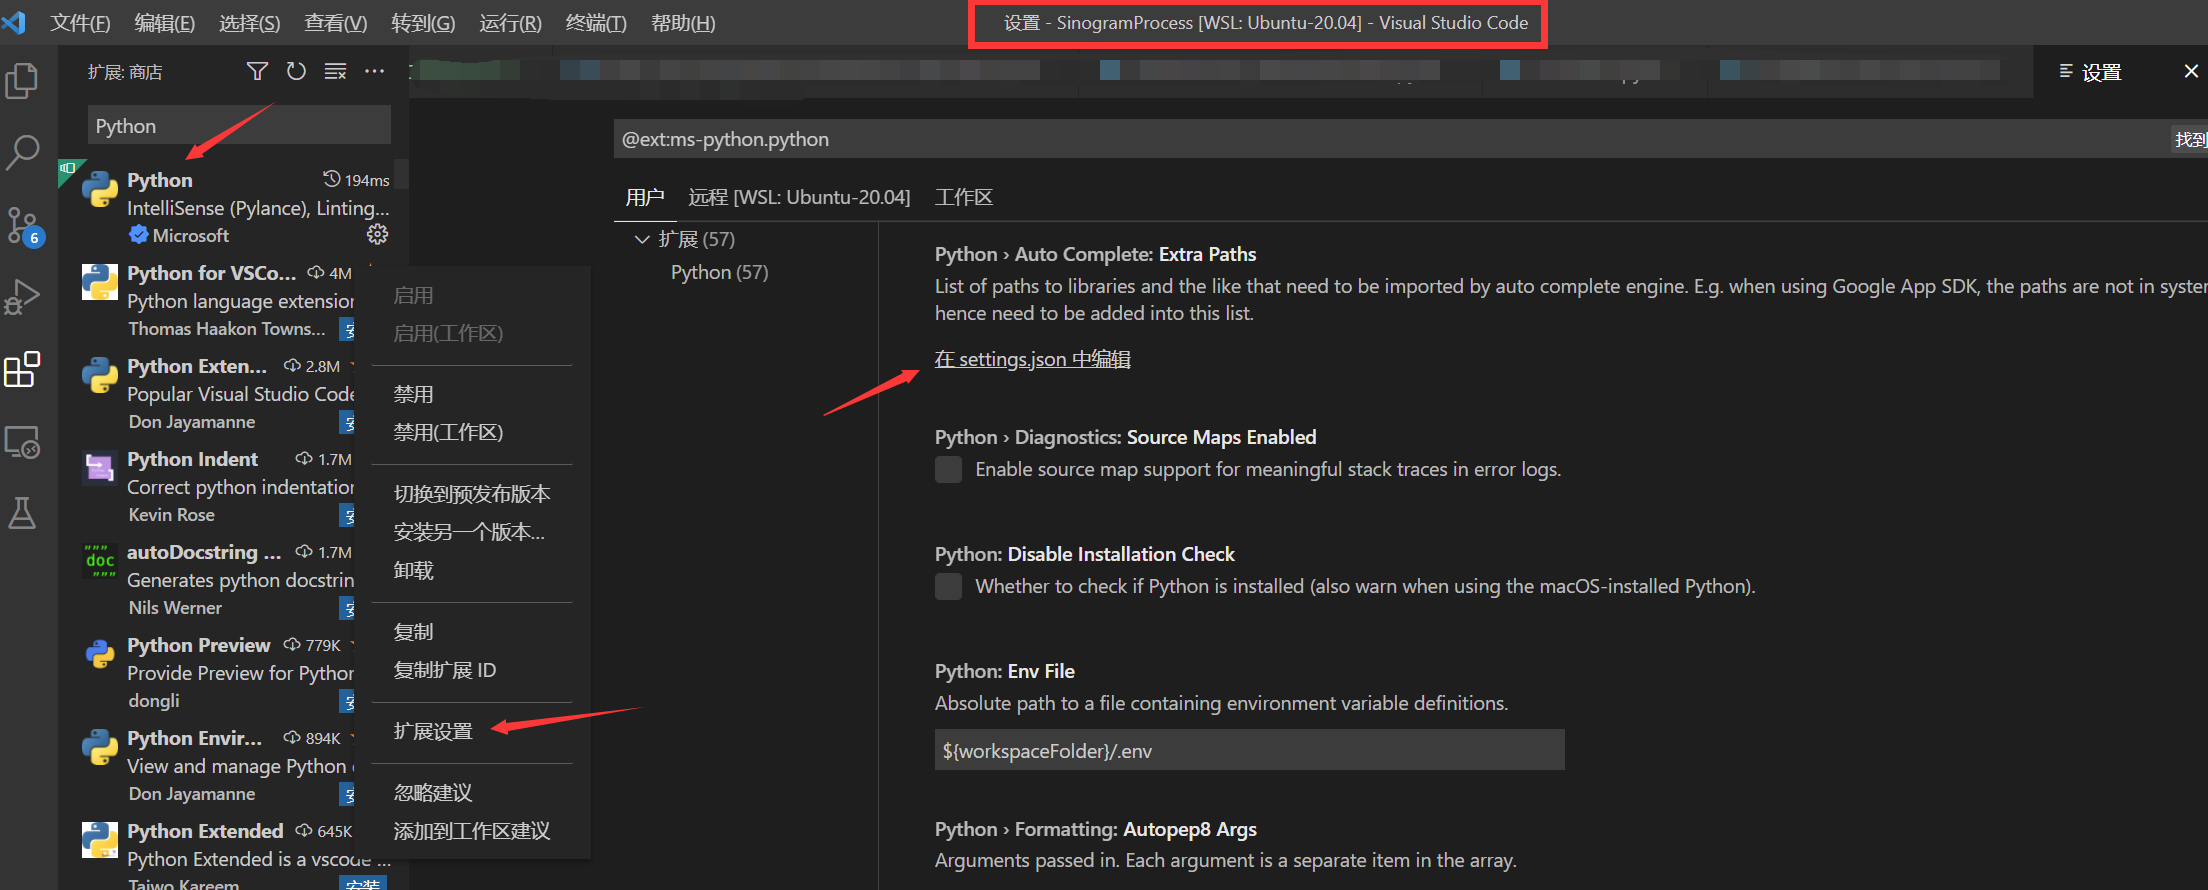 文件(F) 编辑(E) 选择(S) 查看(V) 转到(G) 运行(R) 终端(T) 帮助(H)
设置 - SinogramProcess [WSL: Ubuntu-20.04] - Visual Studio Code
扩展: 商店
Python
Python 194ms
IntelliSense (Pylance), Linting...
Microsoft
6
Python for VSCo... 4M
Python language extension
Thomas Haakon Towns...
Python Exten... 2.8M
Popular Visual Studio Code
Don Jayamanne
Python Indent 1.7M
Correct python indentation
Kevin Rose
autoDocstring ... 1.7M
doc
Generates python docstrin
Nils Werner
Python Preview 779K
Provide Preview for Python
dongli
Python Envir... 894K
View and manage Python
Don Jayamanne
Python Extended 645K
Python Extended is a vscode ...
Taiwo Kareem
安装
启用
启用(工作区)
禁用
禁用(工作区)
切换到预发布版本
安装另一个版本...
卸载
复制
复制扩展 ID
扩展设置
忽略建议
添加到工作区建议
设置
@ext:ms-python.python
找到
用户 远程 [WSL: Ubuntu-20.04] 工作区
扩展 (57)
Python (57)
Python › Auto Complete: Extra Paths
List of paths to libraries and the like that need to be imported by auto complete engine. E.g. when using Google App SDK, the paths are not in system
hence need to be added into this list.
在 settings.json 中编辑
Python › Diagnostics: Source Maps Enabled
Enable source map support for meaningful stack traces in error logs.
Python: Disable Installation Check
Whether to check if Python is installed (also warn when using the macOS-installed Python).
Python: Env File
Absolute path to a file containing environment variable definitions.
${workspaceFolder}/.env
Python › Formatting: Autopep8 Args
Arguments passed in. Each argument is a separate item in the array.